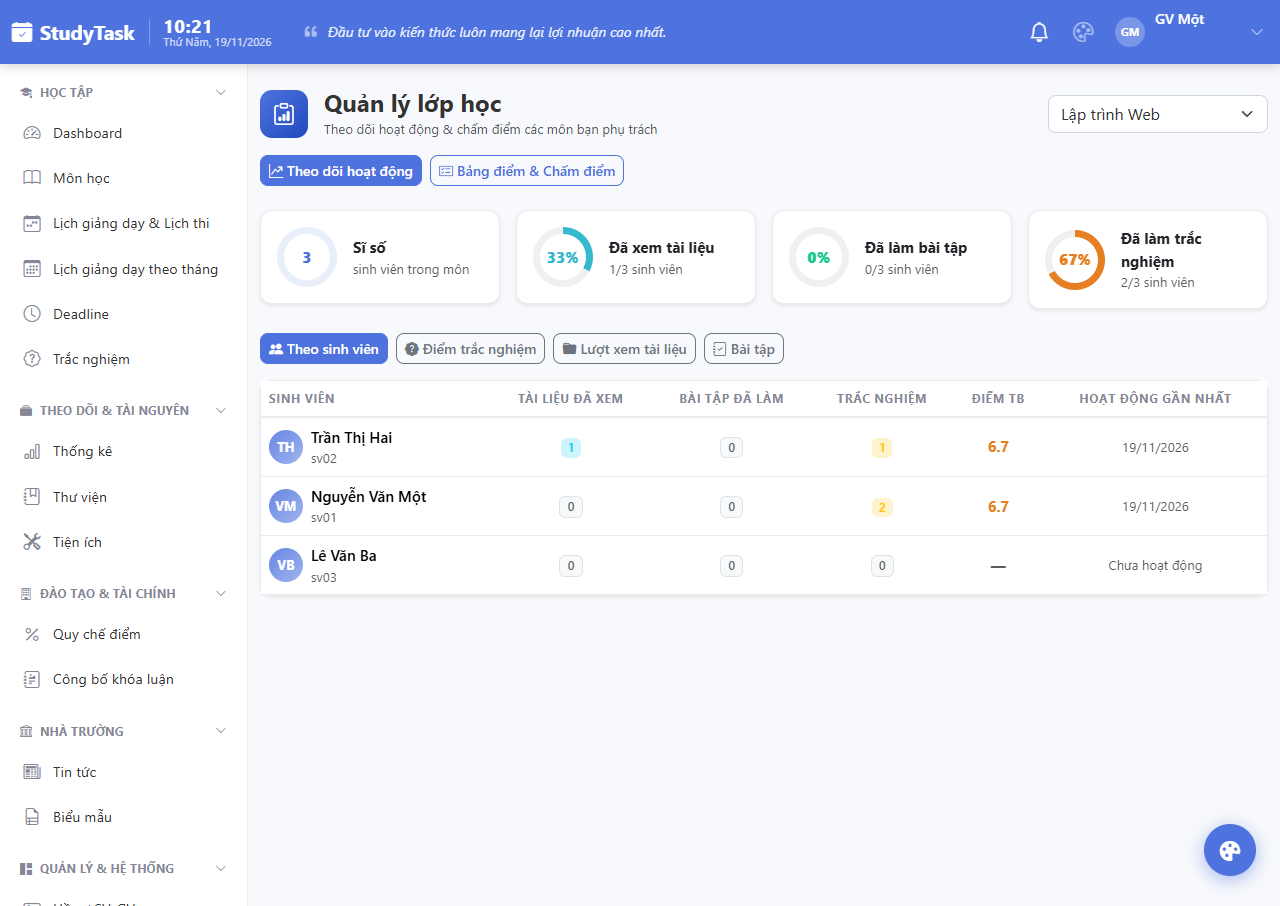 StudyTask
10:21
Thứ Năm, 19/11/2026
Đầu tư vào kiến thức luôn mang lại lợi nhuận cao nhất.
GM
GV Một
HỌC TẬP
Dashboard
Môn học
Lịch giảng dạy & Lịch thi
Lịch giảng dạy theo tháng
Deadline
Trắc nghiệm
THEO DÕI & TÀI NGUYÊN
Thống kê
Thư viện
Tiện ích
ĐÀO TẠO & TÀI CHÍNH
Quy chế điểm
Công bố khóa luận
NHÀ TRƯỜNG
Tin tức
Biểu mẫu
QUẢN LÝ & HỆ THỐNG
Quản lý lớp học
Theo dõi hoạt động & chấm điểm các môn bạn phụ trách
Lập trình Web
Theo dõi hoạt động
Bảng điểm & Chấm điểm
3
Sĩ số
sinh viên trong môn
33%
Đã xem tài liệu
1/3 sinh viên
0%
Đã làm bài tập
0/3 sinh viên
67%
Đã làm trắc
nghiệm
2/3 sinh viên
Theo sinh viên
Điểm trắc nghiệm
Lượt xem tài liệu
Bài tập
SINH VIÊN TÀI LIỆU ĐÃ XEM BÀI TẬP ĐÃ LÀM TRẮC NGHIỆM ĐIỂM TB HOẠT ĐỘNG GẦN NHẤT
TH Trần Thị Hai 1 0 1 6.7 19/11/2026
sv02
VM Nguyễn Văn Một 0 0 2 6.7 19/11/2026
sv01
VB Lê Văn Ba 0 0 0 — Chưa hoạt động
sv03